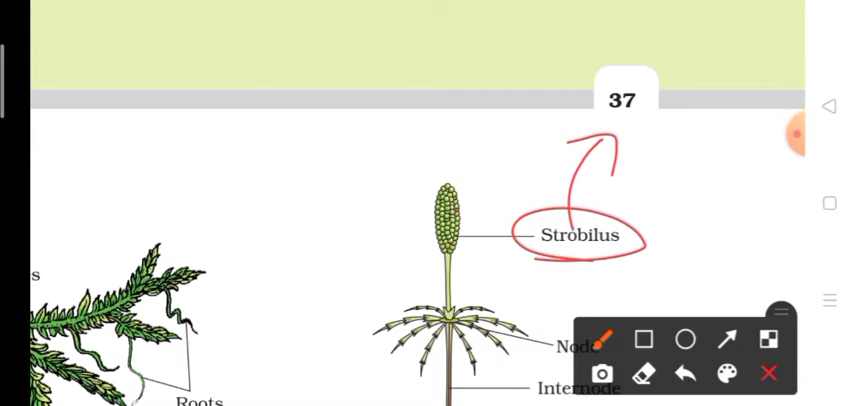 37
Strobilus
s
Node
Internode
Roots